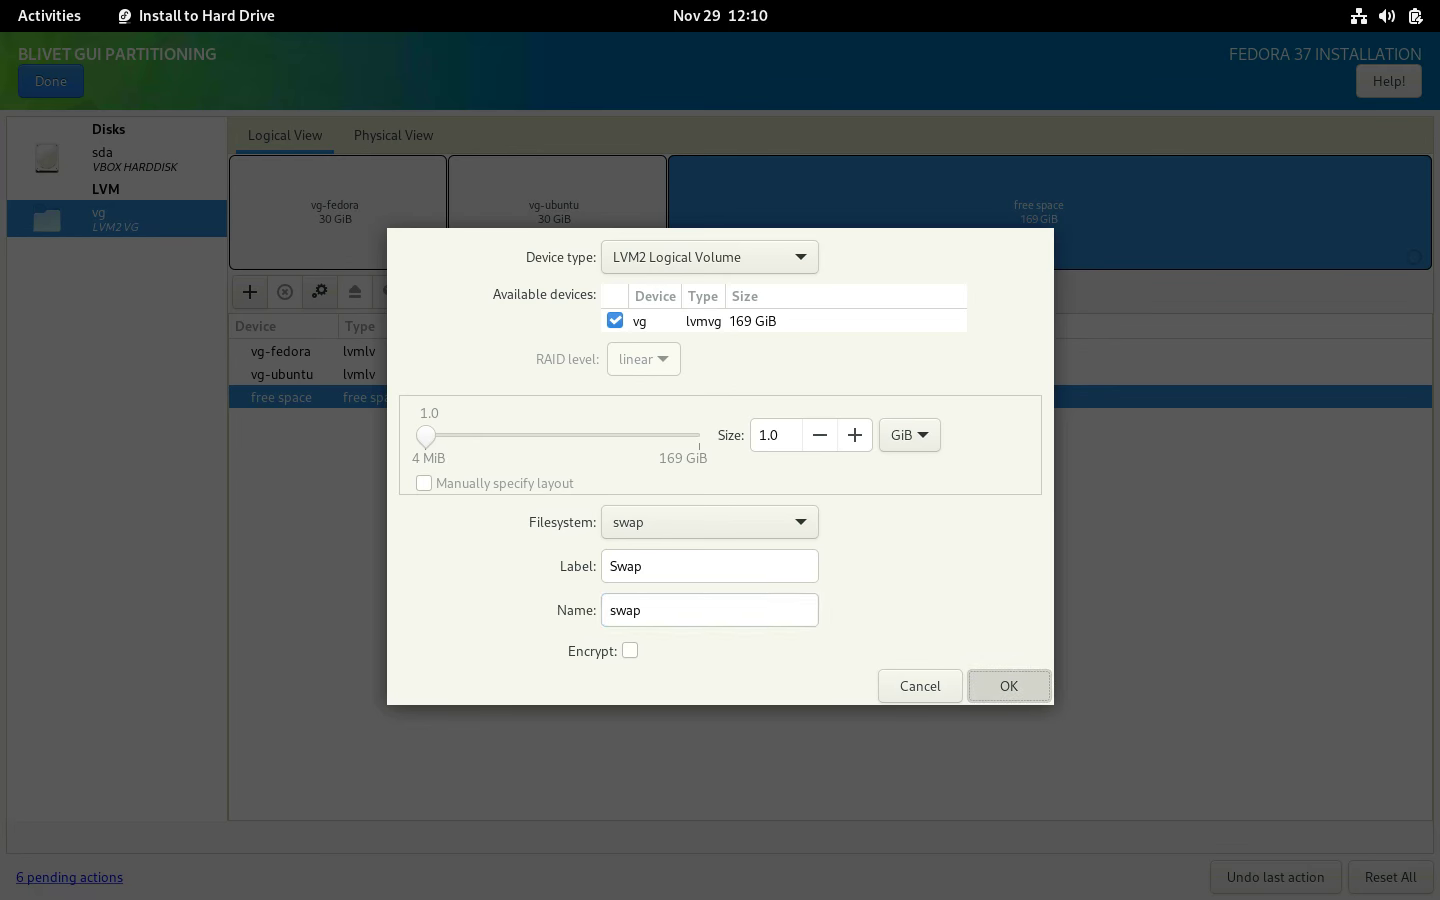 Activities
Install to Hard Drive
Nov 29 12:10
BLIVET GUI PARTITIONING
FEDORA 37 INSTALLATION
Done
Help!
Disks
sda
VBOX HARDDISK
LVM
vg
LVM2 VG
Logical View
Physical View
vg-fedora
30 GiB
vg-ubuntu
30 GiB
free space
169 GiB
Device
Type
vg-fedora
lvmlv
vg-ubuntu
lvmlv
free space
free spa
Device type:
LVM2 Logical Volume
Available devices:
Device
Type
Size
vg
lvmvg
169 GiB
RAID level:
linear
1.0
4 MiB
169 GiB
Size:
1.0
GiB
Manually specify layout
Filesystem:
swap
Label:
Swap
Name:
swap
Encrypt:
Cancel
OK
6 pending actions
Undo last action
Reset All